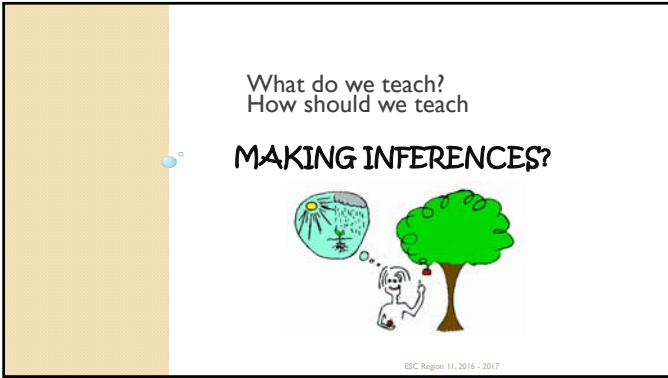 What do we teach?
How should we teach
MAKING INFERENCES?
ESC Region 11, 2016 - 2017